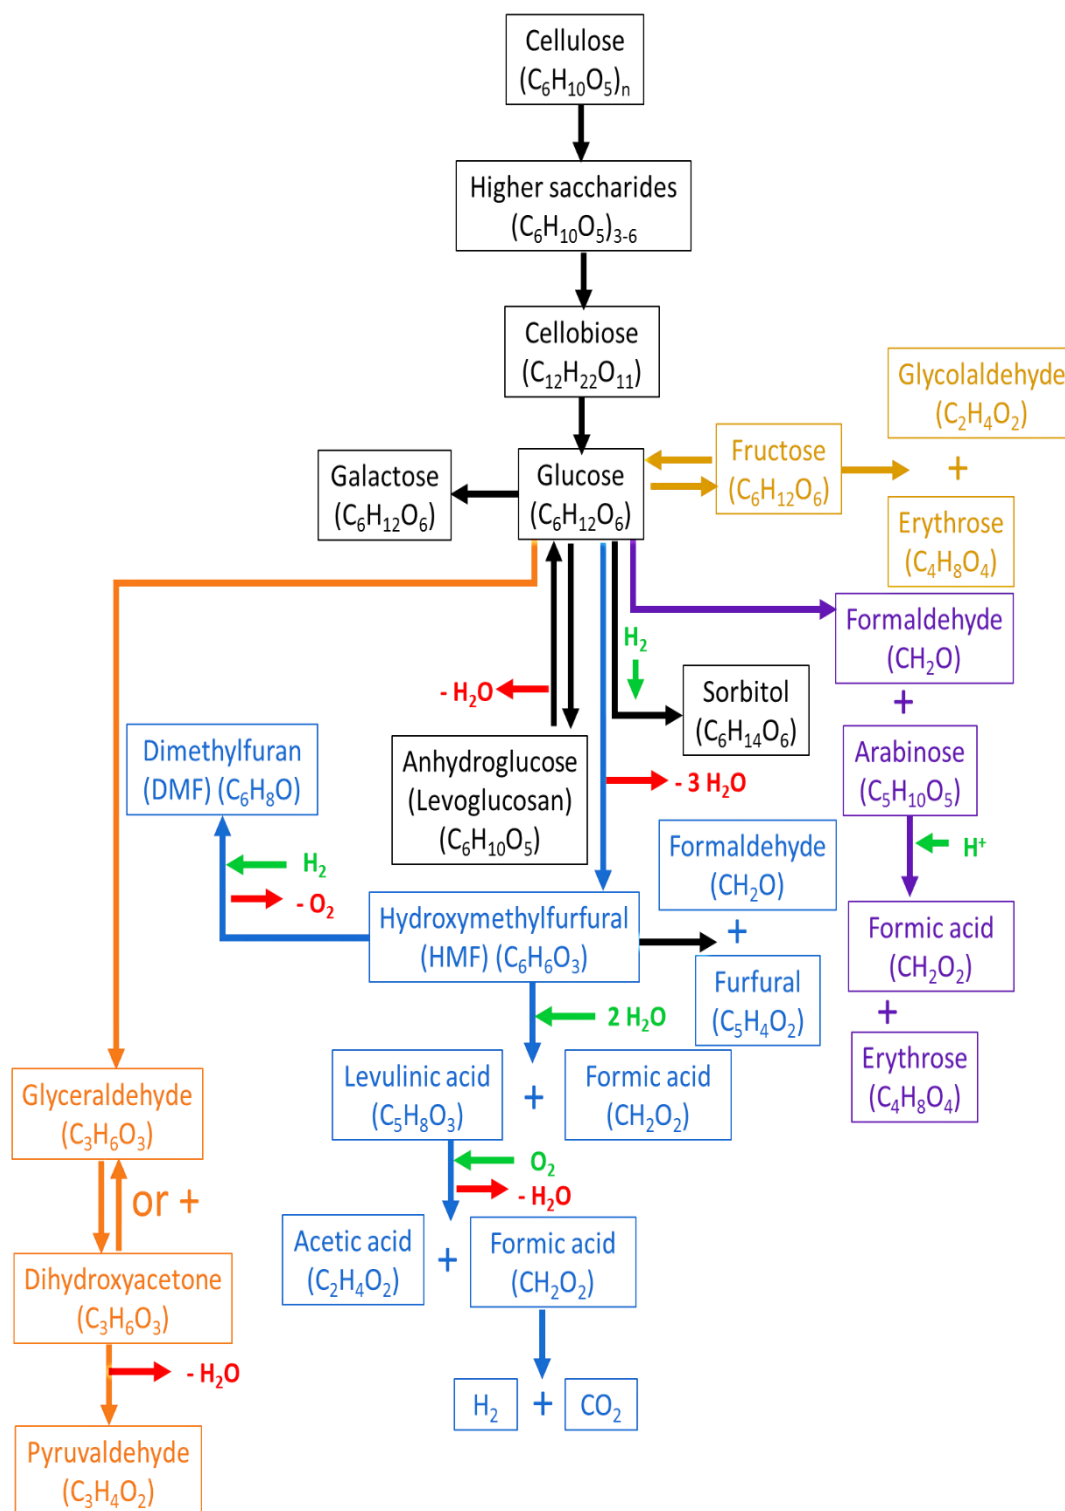 Cellulose
(C₆H₁₀O₅)ₙ
Higher saccharides
(C₆H₁₀O₅)₃₋₆
Cellobiose
(C₁₂H₂₂O₁₁)
Glycolaldehyde
(C₂H₄O₂)
+
Erythrose
(C₄H₈O₄)
Fructose
(C₆H₁₂O₆)
Glucose
(C₆H₁₂O₆)
Galactose
(C₆H₁₂O₆)
Formaldehyde
(CH₂O)
+
Arabinose
(C₅H₁₀O₅)
H⁺
Formic acid
(CH₂O₂)
+
Erythrose
(C₄H₈O₄)
H₂
Sorbitol
(C₆H₁₄O₆)
- H₂O
Anhydroglucose
(Levoglucosan)
(C₆H₁₀O₅)
- 3 H₂O
Dimethylfuran
(DMF) (C₆H₈O)
H₂
- O₂
Hydroxymethylfurfural
(HMF) (C₆H₆O₃)
Formaldehyde
(CH₂O)
+
Furfural
(C₅H₄O₂)
2 H₂O
Levulinic acid
(C₅H₈O₃)
+
Formic acid
(CH₂O₂)
O₂
- H₂O
Acetic acid
(C₂H₄O₂)
+
Formic acid
(CH₂O₂)
H₂
+
CO₂
Glyceraldehyde
(C₃H₆O₃)
or +
Dihydroxyacetone
(C₃H₆O₃)
- H₂O
Pyruvaldehyde
(C₃H₄O₂)